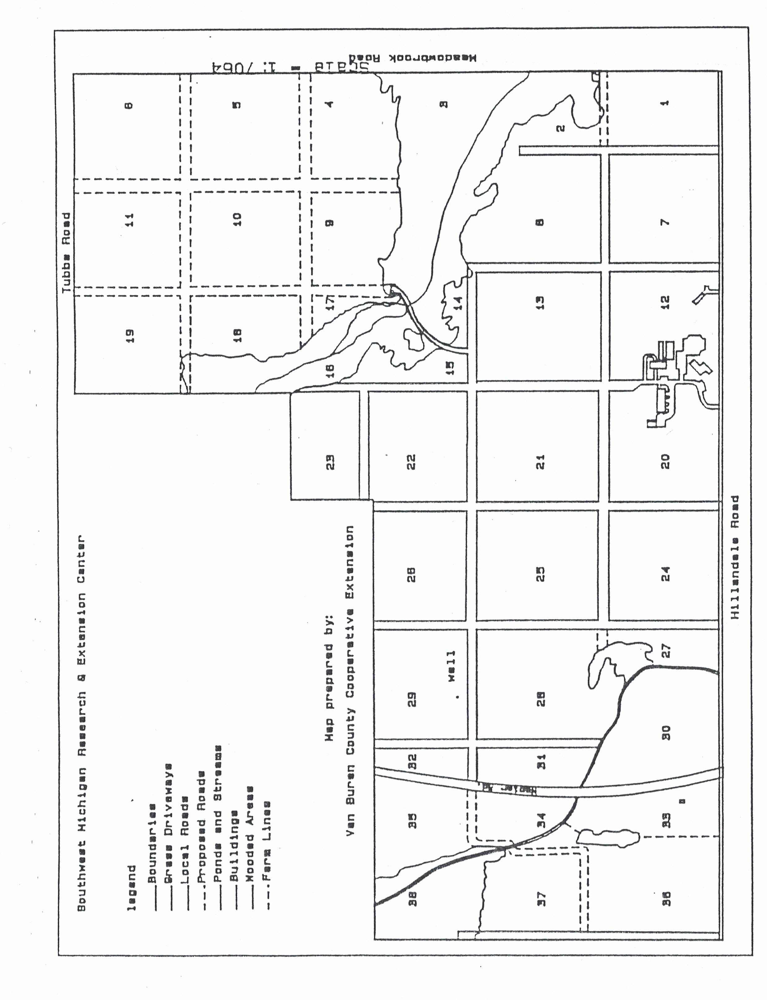 Southwest Michigan Research & Extension Center
legend
Boundaries
Grass Driveways
Local Roads
Proposed Roads
Ponds and Streams
Buildings
Wooded Areas
Farm Lines
Map prepared by:
Van Buren County Cooperative Extension
Tubbs Road
Meadowbrook Road
Scale = 1:7064
Hillandale Road
19
11
6
18
10
5
23
16
17
9
4
38
35
32
29
26
22
15
14
3
Well
37
34
31
28
25
21
13
8
2
36
33
30
27
24
20
12
7
1